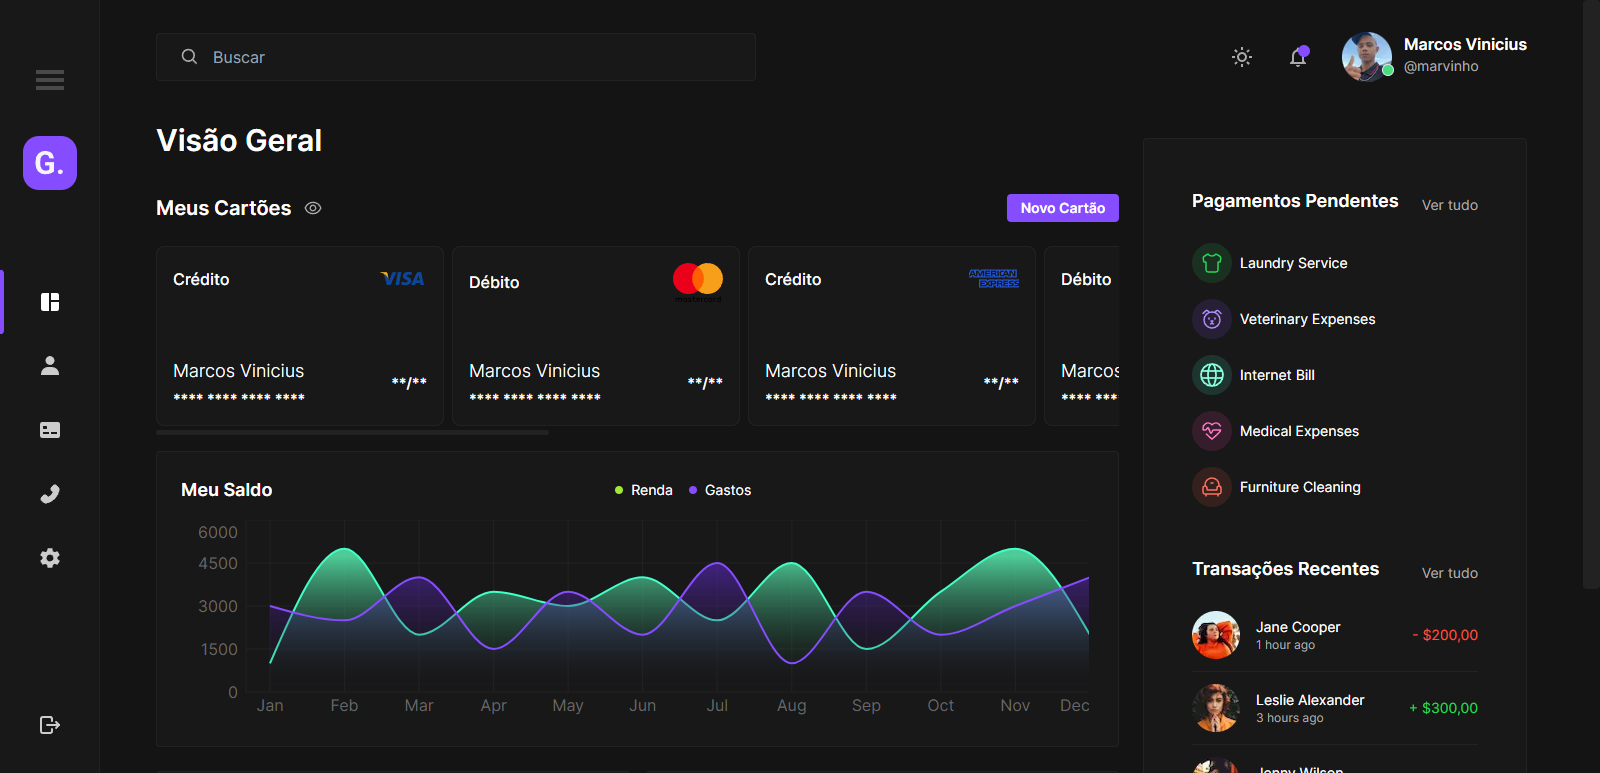 Buscar
Marcos Vinicius
@marvinho
G.
Visão Geral
Meus Cartões
Novo Cartão
Crédito
VISA
Marcos Vinicius
**** **** **** ****
**/**
Débito
mastercard
Marcos Vinicius
**** **** **** ****
**/**
Crédito
AMERICAN
EXPRESS
Marcos Vinicius
**** **** **** ****
**/**
Débito
Marcos
**** ****
Meu Saldo
Renda
Gastos
6000
4500
3000
1500
0
Jan Feb Mar Apr May Jun Jul Aug Sep Oct Nov Dec
Pagamentos Pendentes
Ver tudo
Laundry Service
Veterinary Expenses
Internet Bill
Medical Expenses
Furniture Cleaning
Transações Recentes
Ver tudo
Jane Cooper
1 hour ago
- $200,00
Leslie Alexander
3 hours ago
+ $300,00
Jenny Wilson